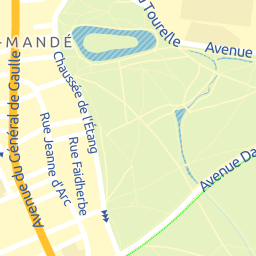 -MANDÉ
Tourelle
Avenue
Chaussée de l'Étang
Avenue du Général de Gaulle
Rue Jeanne d'Arc
Rue Faidherbe
Avenue Da